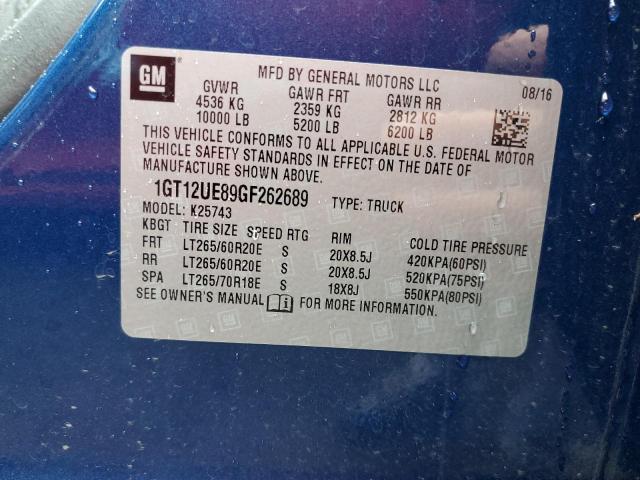 GM
MFD BY GENERAL MOTORS LLC 08/16
GVWR GAWR FRT GAWR RR
4536 KG 2359 KG 2812 KG
10000 LB 5200 LB 6200 LB
THIS VEHICLE CONFORMS TO ALL APPLICABLE U.S. FEDERAL MOTOR
VEHICLE SAFETY STANDARDS IN EFFECT ON THE DATE OF
MANUFACTURE SHOWN ABOVE.
1GT12UE89GF262689 TYPE: TRUCK
MODEL: K25743
KBGT TIRE SIZE SPEED RTG RIM COLD TIRE PRESSURE
FRT LT265/60R20E S 20X8.5J 420KPA(60PSI)
RR LT265/60R20E S 20X8.5J 520KPA(75PSI)
SPA LT265/70R18E S 18X8J 550KPA(80PSI)
SEE OWNER'S MANUAL i FOR MORE INFORMATION.